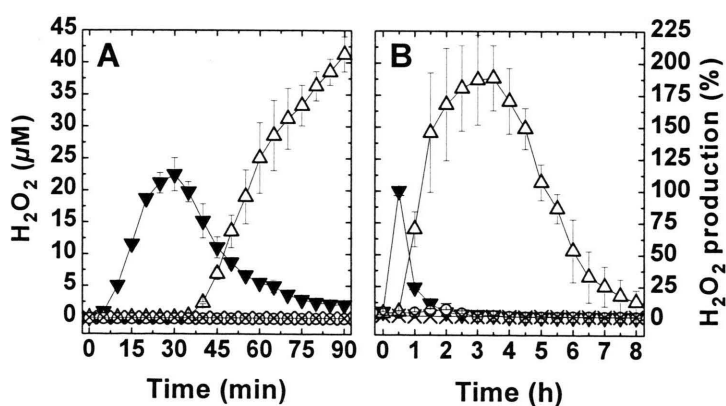 A
H₂O₂ (µM)
45
40
35
30
25
20
15
10
5
0
0 15 30 45 60 75 90
Time (min)
B
H₂O₂ production (%)
225
200
175
150
125
100
75
50
25
0
0 1 2 3 4 5 6 7 8
Time (h)